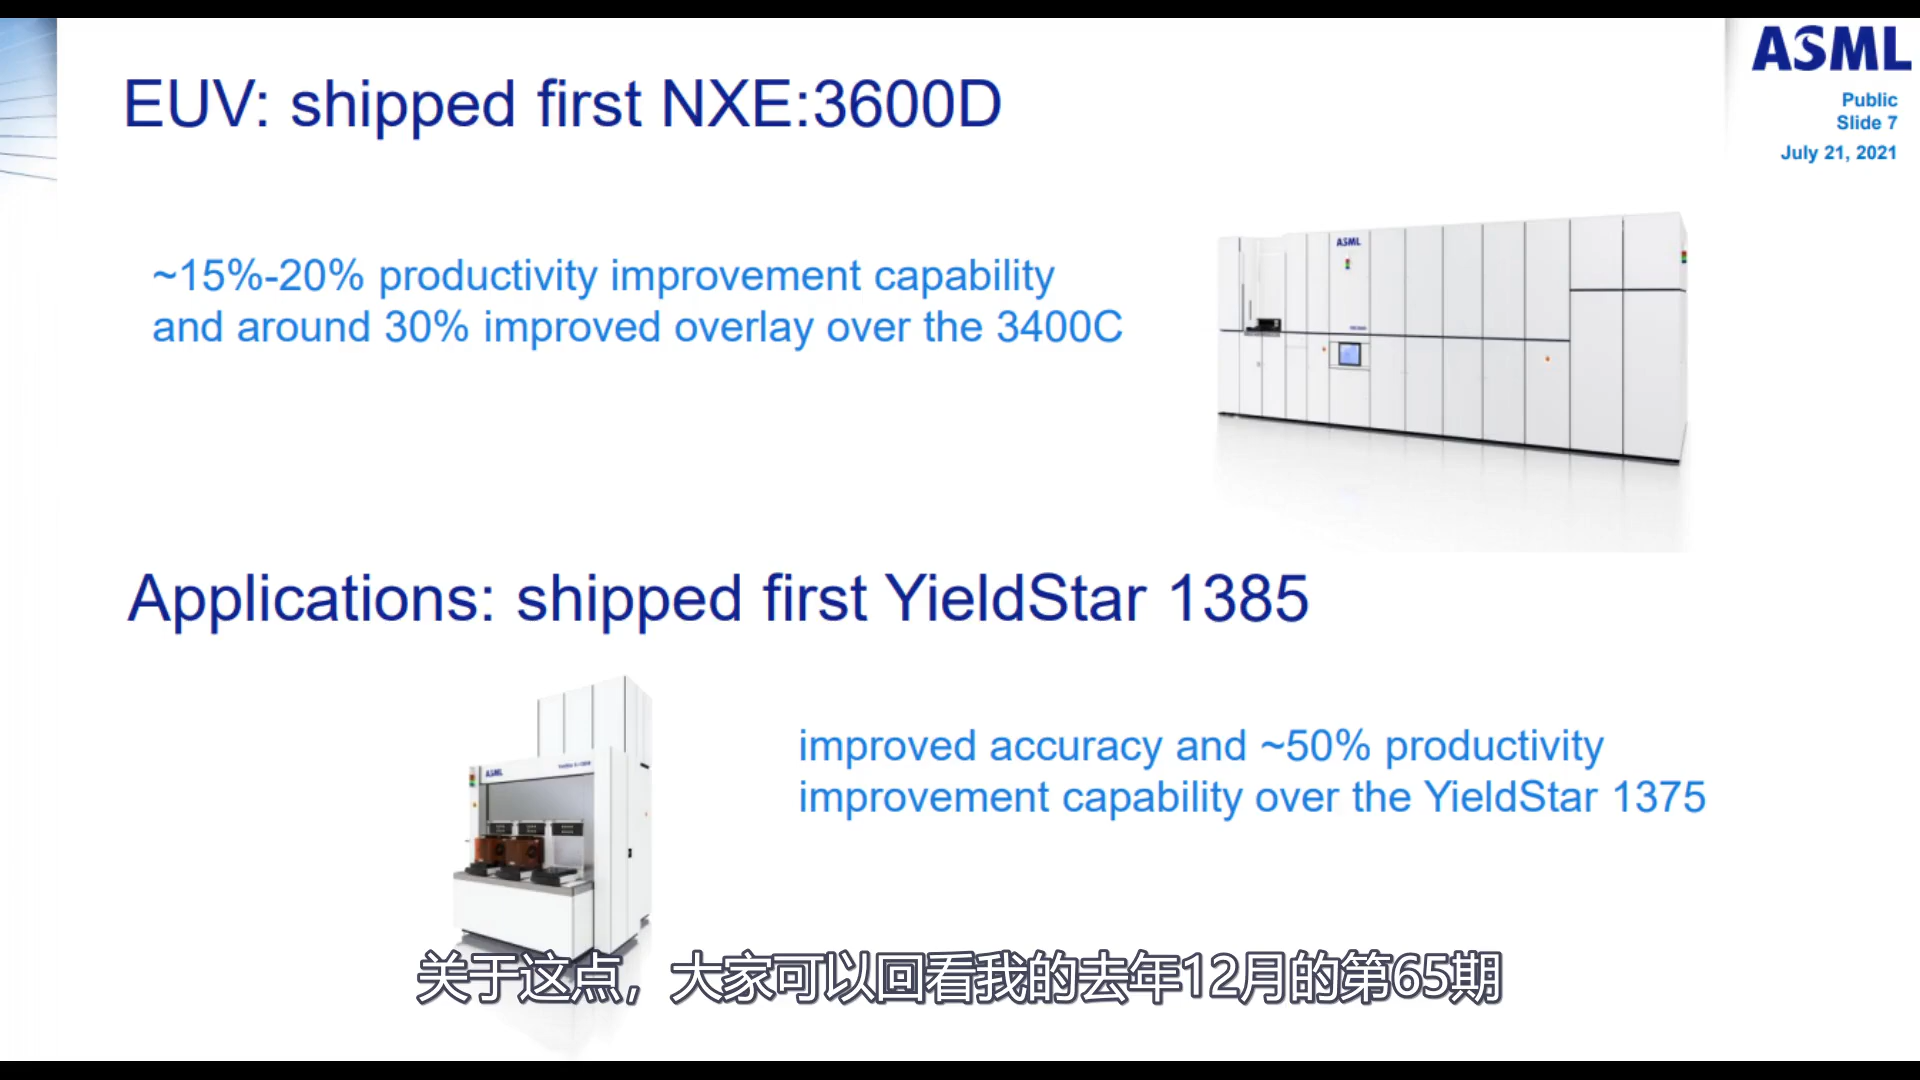 ASML
Public
Slide 7
July 21, 2021
EUV: shipped first NXE:3600D
~15%-20% productivity improvement capability
and around 30% improved overlay over the 3400C
ASML
Applications: shipped first YieldStar 1385
improved accuracy and ~50% productivity
improvement capability over the YieldStar 1375
ASML
关于这点，大家可以回看我的去年12月的第65期